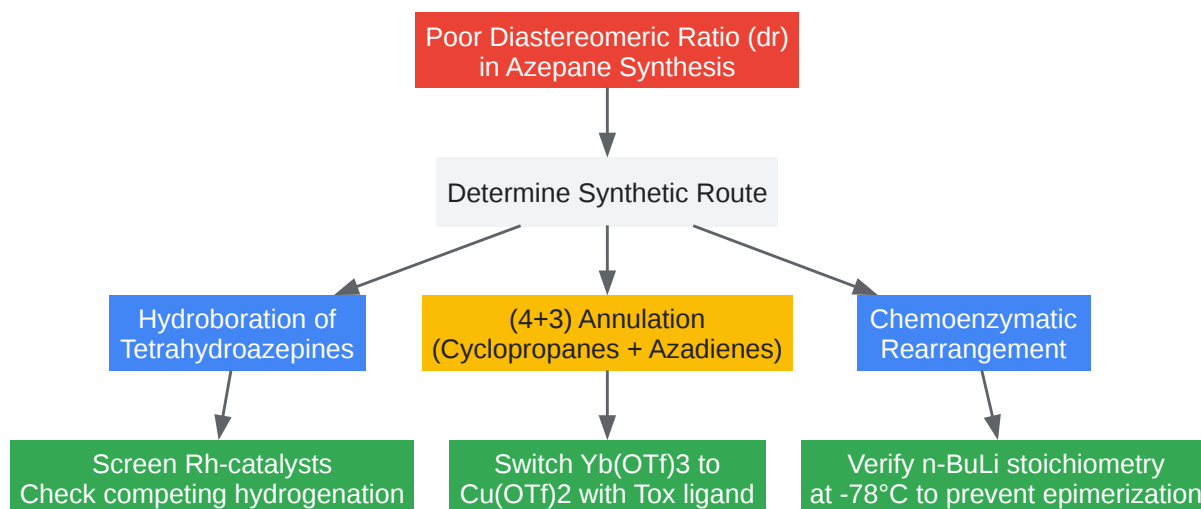 Poor Diastereomeric Ratio (dr)
in Azepane Synthesis
Determine Synthetic Route
Hydroboration of
Tetrahydroazepines
(4+3) Annulation
(Cyclopropanes + Azadienes)
Chemoenzymatic
Rearrangement
Screen Rh-catalysts
Check competing hydrogenation
Switch Yb(OTf)3 to
Cu(OTf)2 with Tox ligand
Verify n-BuLi stoichiometry
at -78°C to prevent epimerization